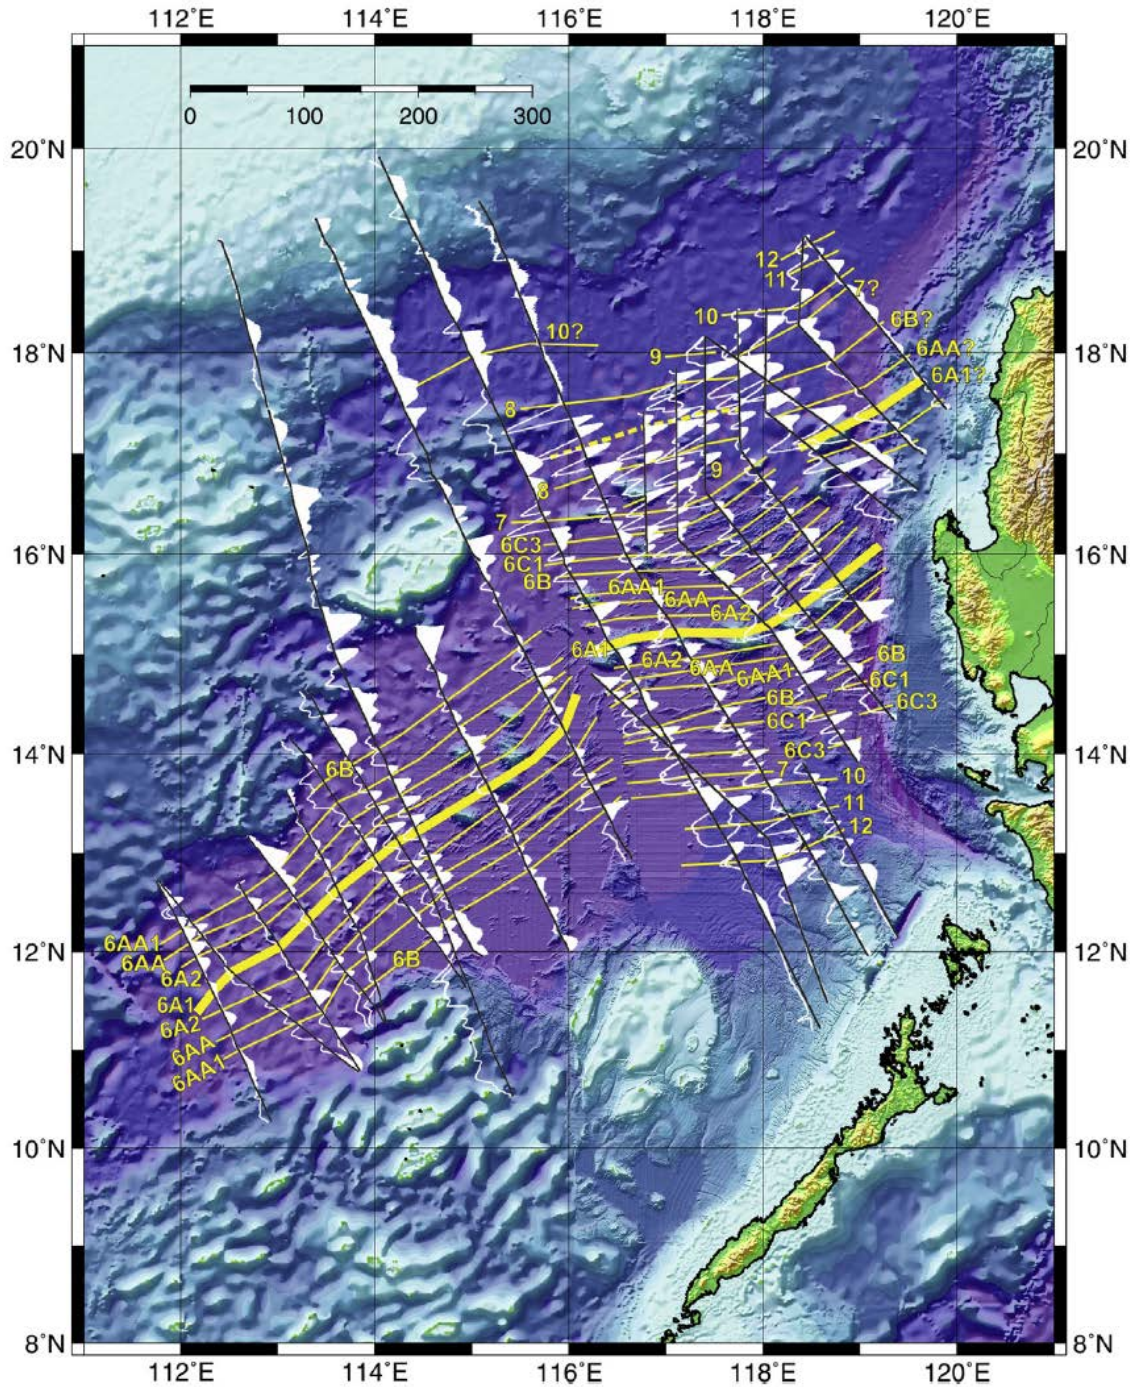 112°E 114°E 116°E 118°E 120°E
0 100 200 300
20°N 20°N
12
11
7?
10
6B?
10?
18°N 9 6AA? 18°N
6A1?
8
9
8
7
6C3
16°N 6C1 16°N
6B 6AA1 6AA
6A2
6A1 6A2 6AA 6AA1 6B
6C1
6B
6C3
6C1
14°N 6C3 14°N
6B 7 10
11
12
6AA1
12°N 6AA 6B 12°N
6A2
6A1
6A2
6AA
6AA1
10°N 10°N
8°N 8°N
112°E 114°E 116°E 118°E 120°E